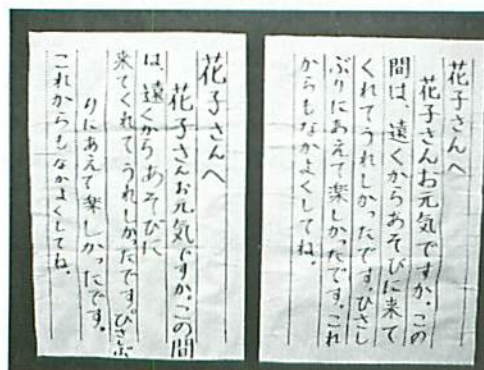 花子さんへ
花子さんお元気ですか。この
間は、遠くからあそびに来て
くれてうれしかったです。ひさし
ぶりにあえて楽しかったです。これ
からもなかよくしてね。
花子さんへ
花子さんお元気ですか。この間
は、遠くからあそびに
来てくれてうれしかったです。ひさしぶ
りにあえて楽しかったです。
これからもなかよくしてね。